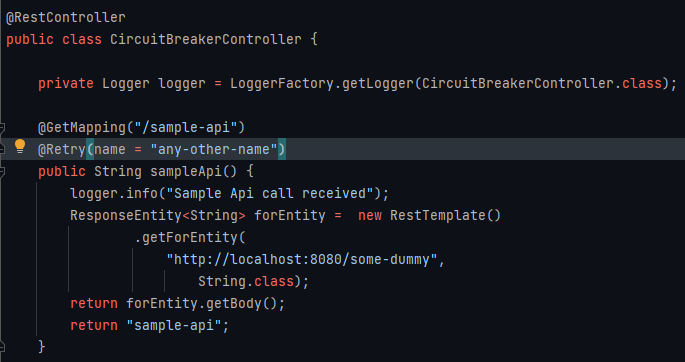 @RestController
public class CircuitBreakerController {
private Logger logger = LoggerFactory.getLogger(CircuitBreakerController.class);
@GetMapping("/sample-api")
@Retry(name = "any-other-name")
public String sampleApi() {
logger.info("Sample Api call received");
ResponseEntity<String> forEntity =  new RestTemplate()
.getForEntity(
"http://localhost:8080/some-dummy",
String.class);
return forEntity.getBody();
return "sample-api";
}